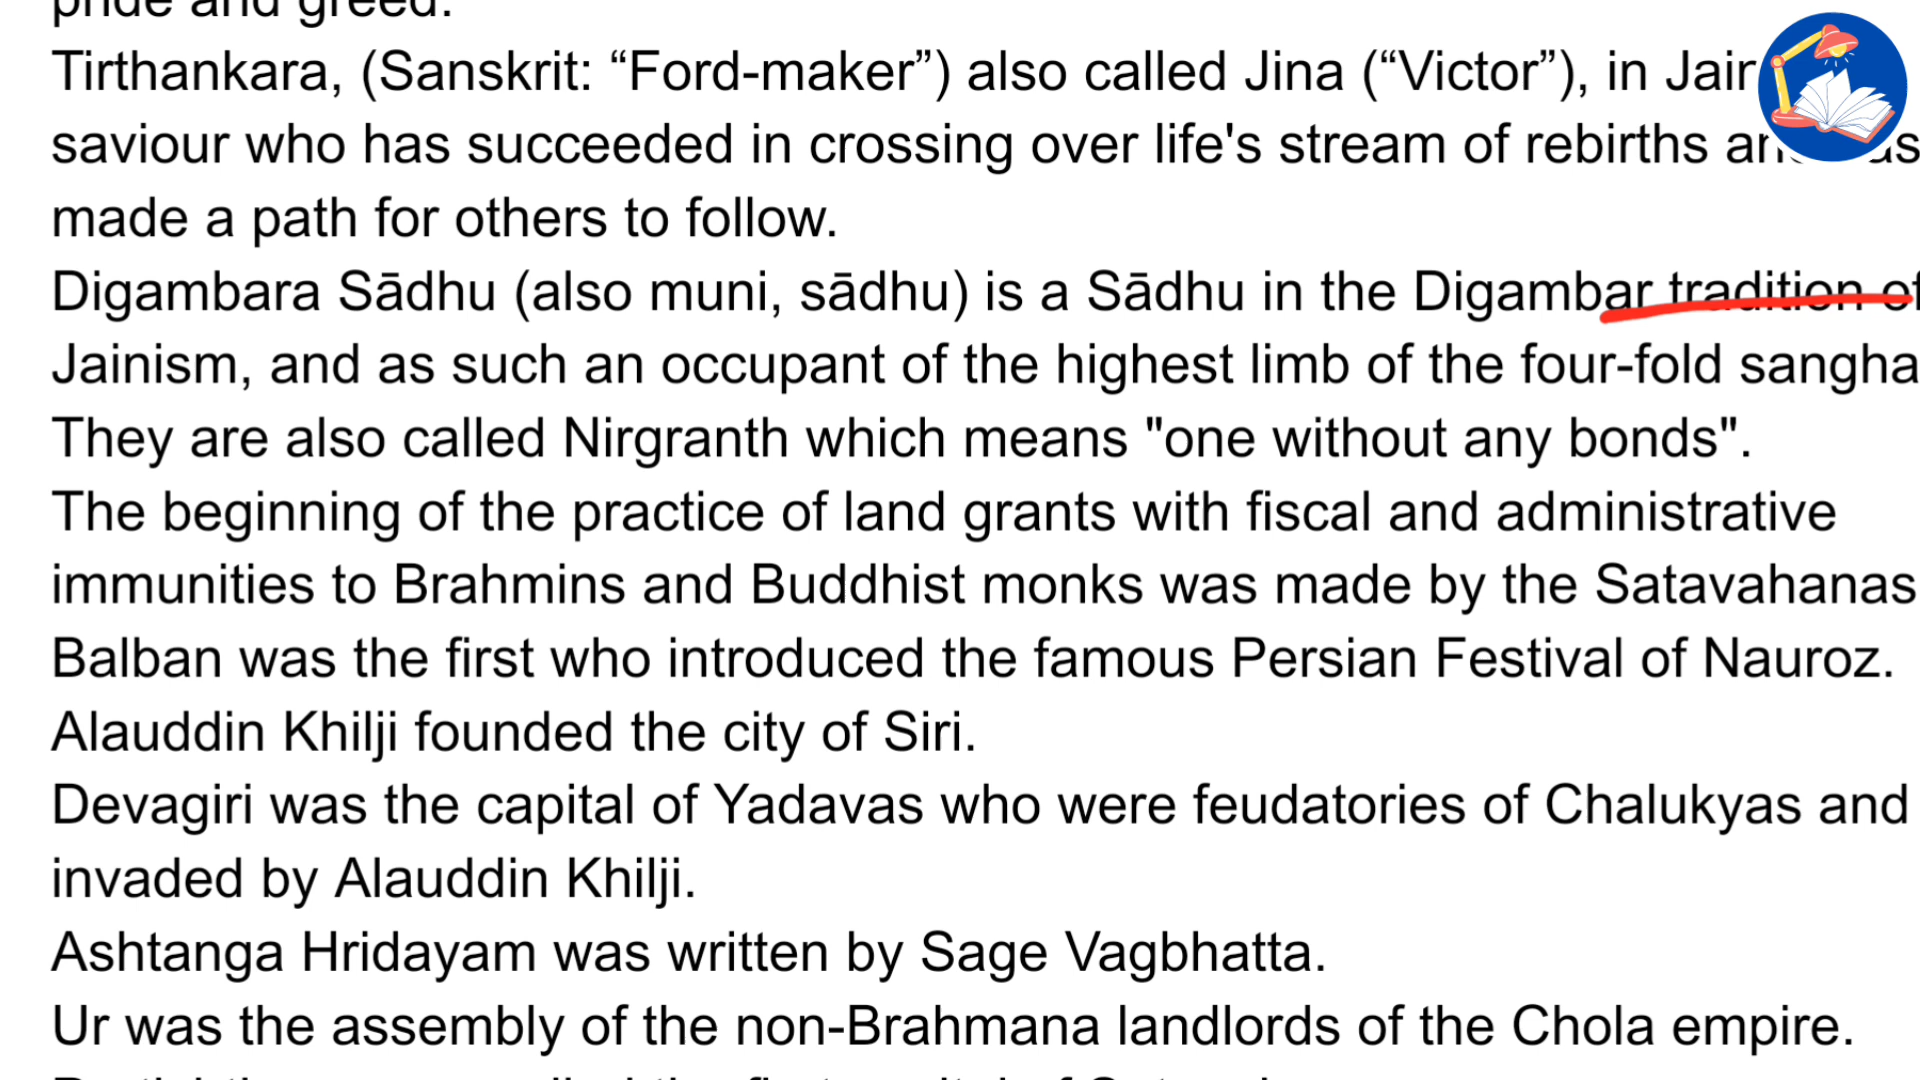 pride and greed.
Tirthankara, (Sanskrit: “Ford-maker”) also called Jina (“Victor”), in
saviour who has succeeded in crossing over life's stream of rebirths
made a path for others to follow.
Digambara Sādhu (also muni, sādhu) is a Sādhu in the Digambar tradition of
Jainism, and as such an occupant of the highest limb of the four-fold sangha
They are also called Nirgranth which means "one without any bonds".
The beginning of the practice of land grants with fiscal and administrative
immunities to Brahmins and Buddhist monks was made by the Satavahanas
Balban was the first who introduced the famous Persian Festival of Nauroz.
Alauddin Khilji founded the city of Siri.
Devagiri was the capital of Yadavas who were feudatories of Chalukyas and
invaded by Alauddin Khilji.
Ashtanga Hridayam was written by Sage Vagbhatta.
Ur was the assembly of the non-Brahmana landlords of the Chola empire.